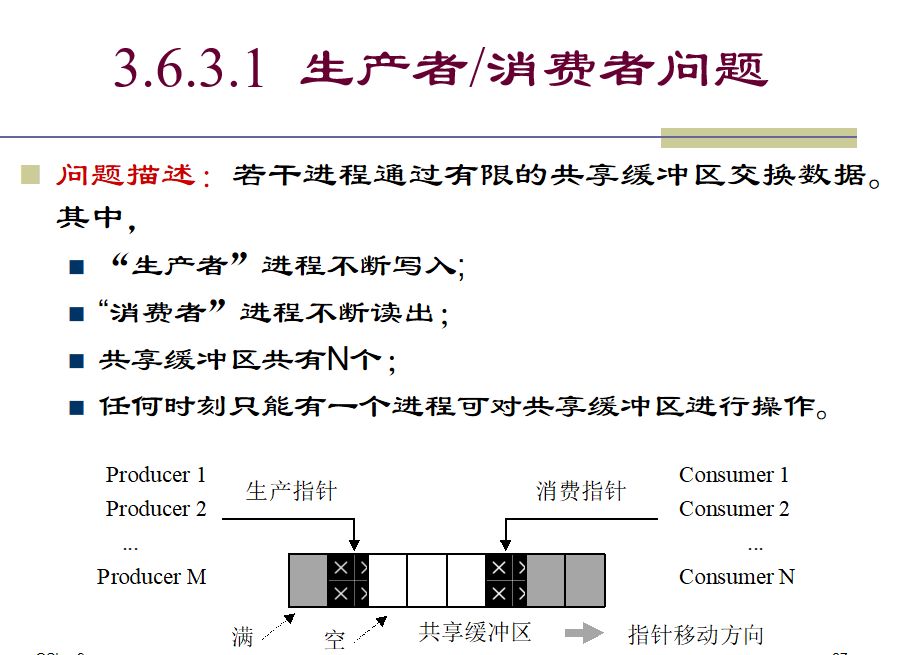 3.6.3.1 生产者/消费者问题
问题描述：若干进程通过有限的共享缓冲区交换数据。
其中，
“生产者”进程不断写入;
“消费者”进程不断读出；
共享缓冲区共有N个；
任何时刻只能有一个进程可对共享缓冲区进行操作。
Producer 1
Producer 2
...
Producer M
生产指针
消费指针
Consumer 1
Consumer 2
...
Consumer N
满
空
共享缓冲区
指针移动方向